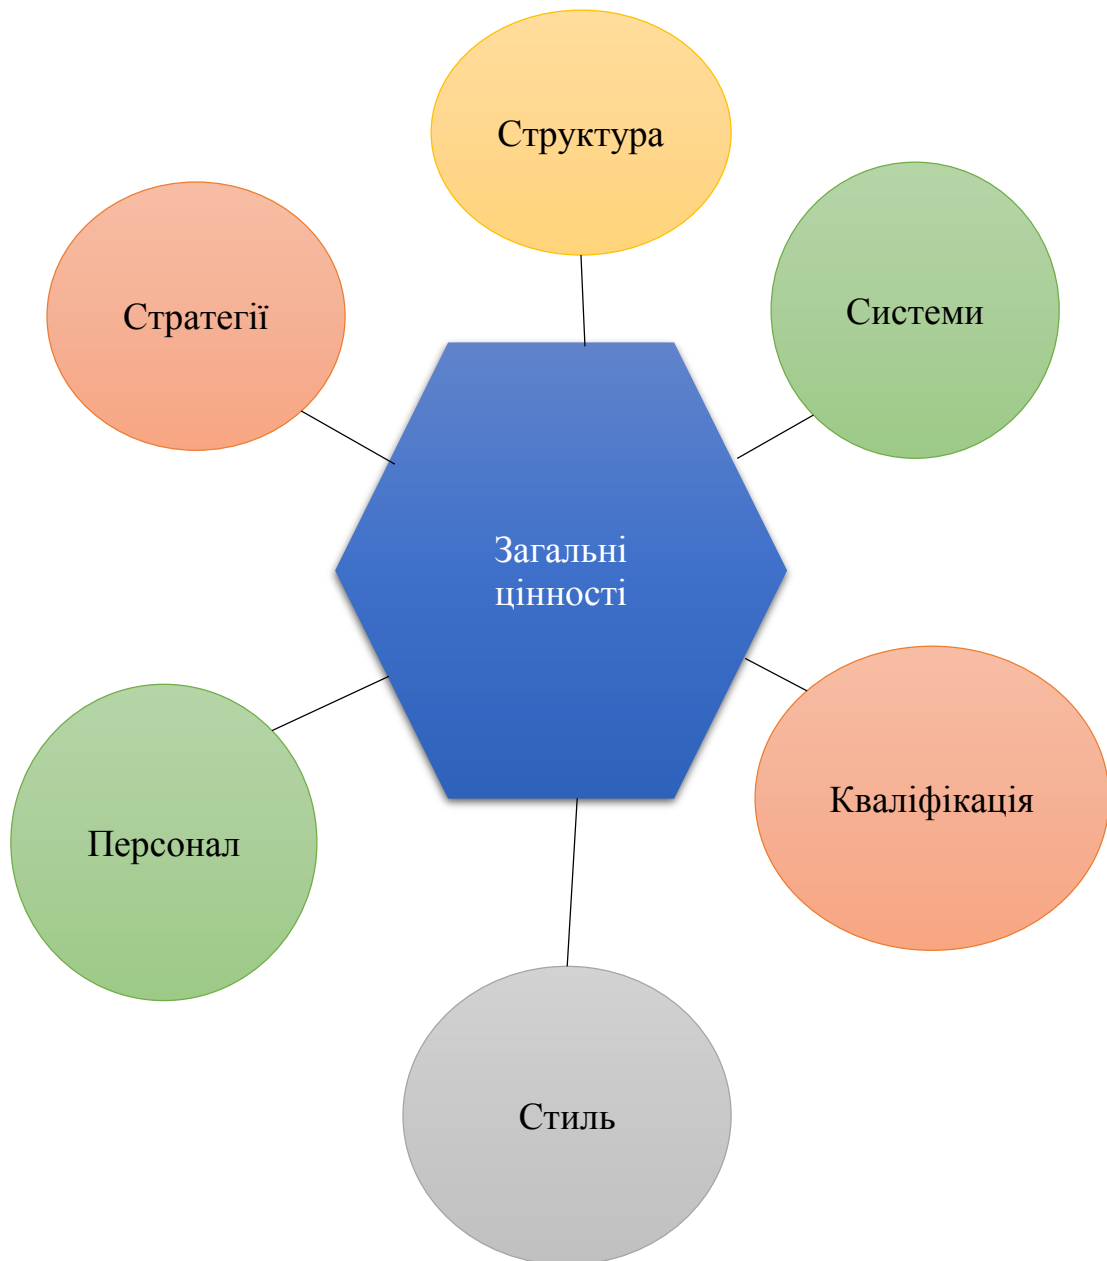 Структура
Стратегії
Системи
Загальні
цінності
Кваліфікація
Персонал
Стиль